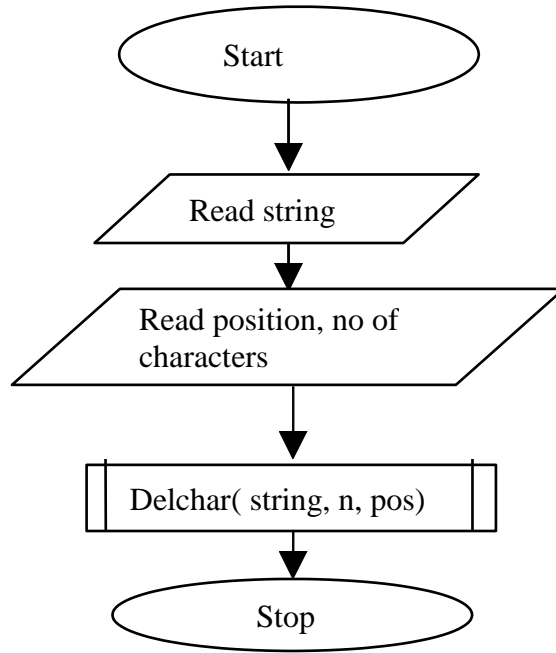 Start
Read string
Read position, no of
characters
Delchar( string, n, pos)
Stop